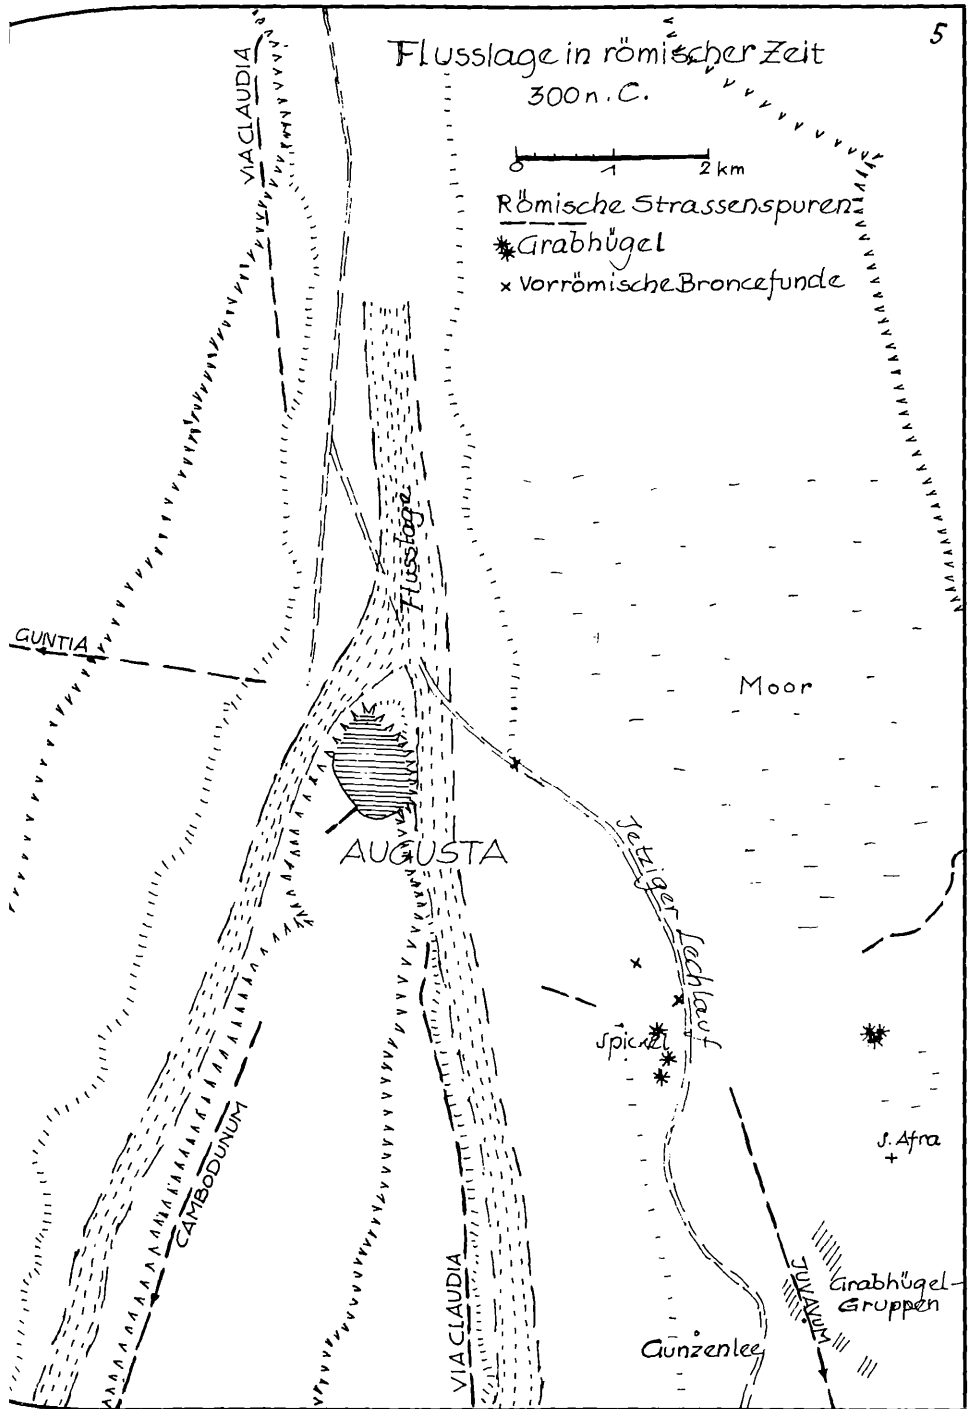 5
Flusslage in römischer Zeit
300 n. C.
0 1 2 km
Römische Strassenspuren
Grabhügel
x Vorrömische Broncefunde
VIA CLAUDIA
Flusslage
GUNTIA
Moor
AUGUSTA
Jetziger Lechlauf
Spickel
S. Afra
CAMBODUNUM
VIA CLAUDIA
JUVAVUM
Grabhügel-
Gruppen
Gunzenlee